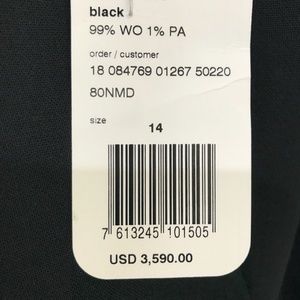 black
99% WO 1% PA
order / customer
18 084769 01267 50220
80NMD
size
14
7 613245 101505
USD 3,590.00